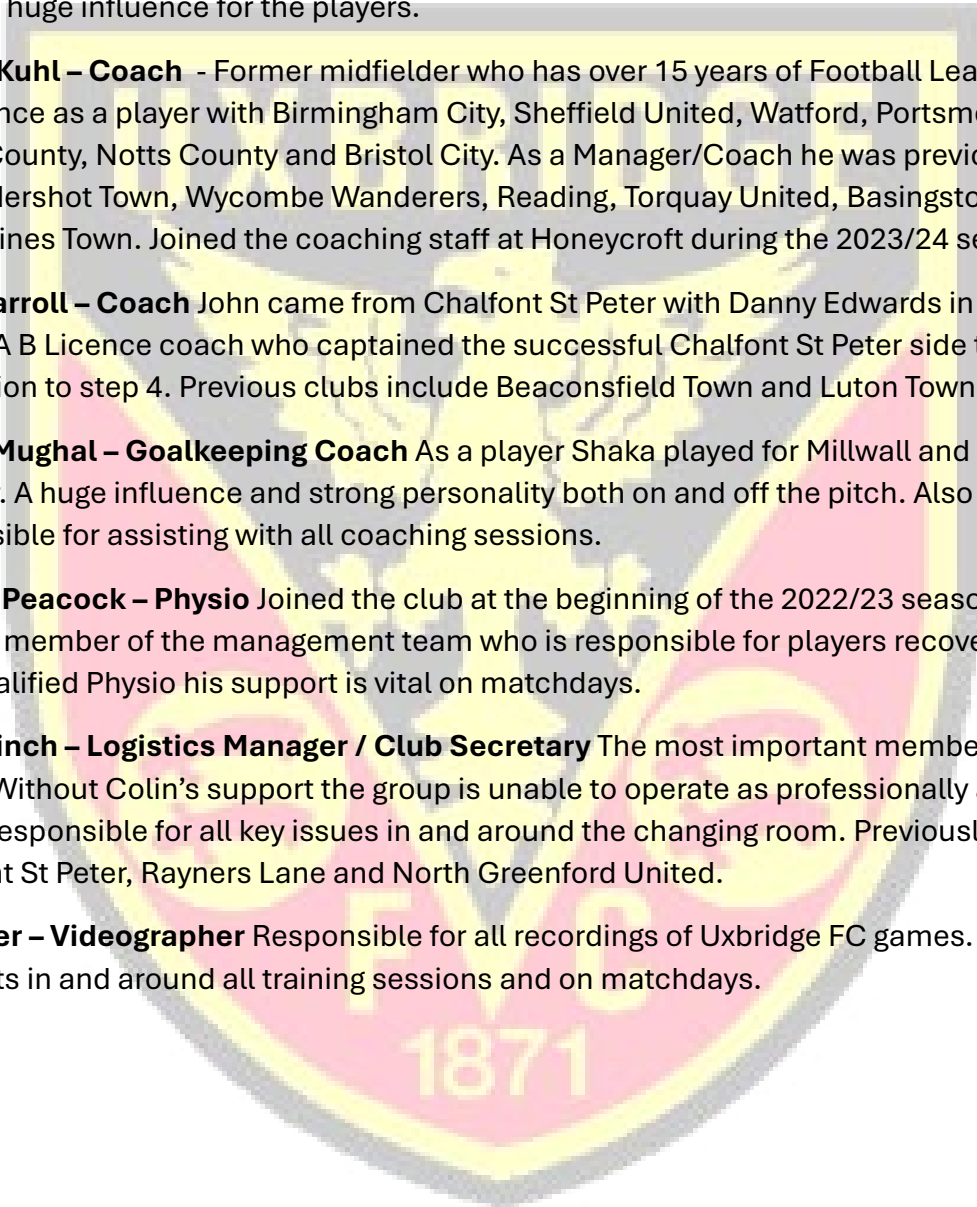 huge influence for the players.
Kuhl – Coach - Former midfielder who has over 15 years of Football Lea
nce as a player with Birmingham City, Sheffield United, Watford, Portsm
County, Notts County and Bristol City. As a Manager/Coach he was previo
dershot Town, Wycombe Wanderers, Reading, Torquay United, Basingsto
ines Town. Joined the coaching staff at Honeycroft during the 2023/24 se
arroll – Coach John came from Chalfont St Peter with Danny Edwards in
A B Licence coach who captained the successful Chalfont St Peter side t
ion to step 4. Previous clubs include Beaconsfield Town and Luton Town
Mughal – Goalkeeping Coach As a player Shaka played for Millwall and
. A huge influence and strong personality both on and off the pitch. Also
sible for assisting with all coaching sessions.
Peacock – Physio Joined the club at the beginning of the 2022/23 seaso
member of the management team who is responsible for players recove
alified Physio his support is vital on matchdays.
inch – Logistics Manager / Club Secretary The most important membe
Without Colin’s support the group is unable to operate as professionally a
esponsible for all key issues in and around the changing room. Previousl
nt St Peter, Rayners Lane and North Greenford United.
er – Videographer Responsible for all recordings of Uxbridge FC games.
ts in and around all training sessions and on matchdays.
UXBRIDGE
F C
1871